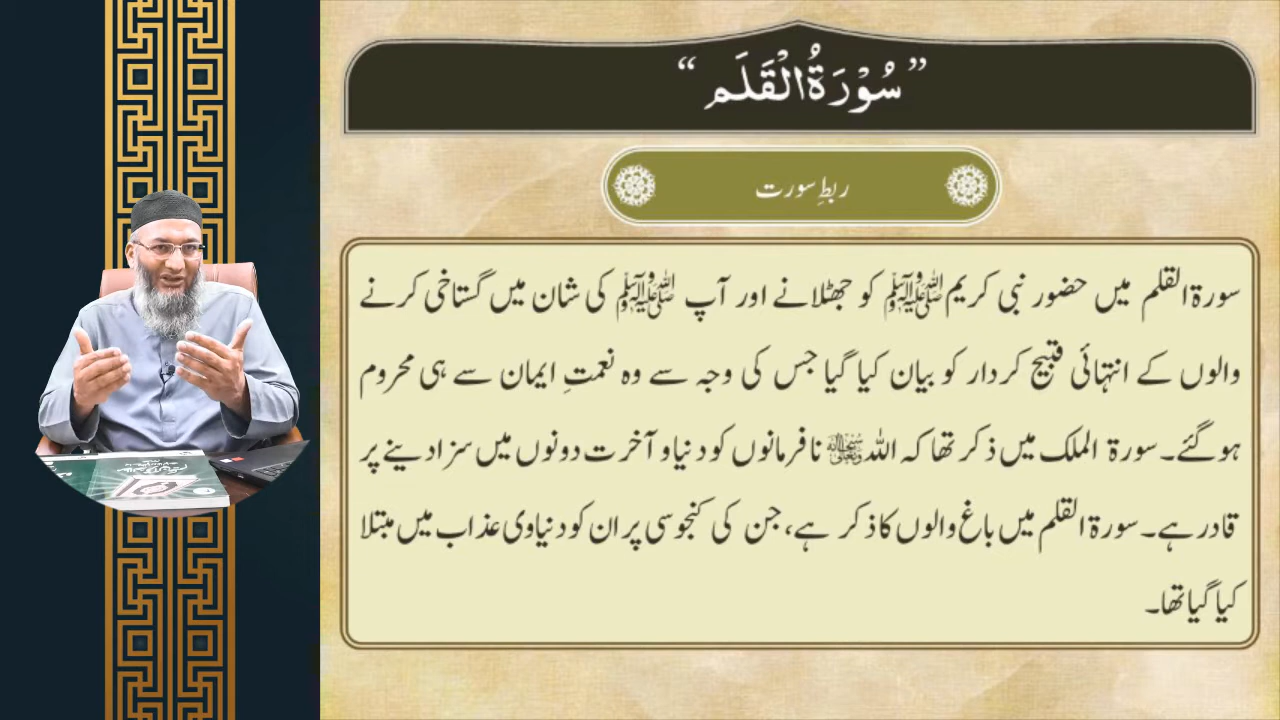 ”سُوْرَةُ الْقَلَم“
ربطِ سورت
سورۃ القلم میں حضور نبی کریم ﷺ کو جھٹلانے اور آپ ﷺ کی شان میں گستاخی کرنے
والوں کے انتہائی قبیح کردار کو بیان کیا گیا جس کی وجہ سے وہ نعمتِ ایمان سے ہی محروم
ہوگئے۔ سورۃ الملک میں ذکر تھا کہ اللہ ﷻ نافرمانوں کو دنیا و آخرت دونوں میں سزا دینے پر
قادر ہے۔ سورۃ القلم میں باغ والوں کا ذکر ہے، جن کی کنجوسی پر ان کو دنیاوی عذاب میں مبتلا
کیا گیا تھا۔